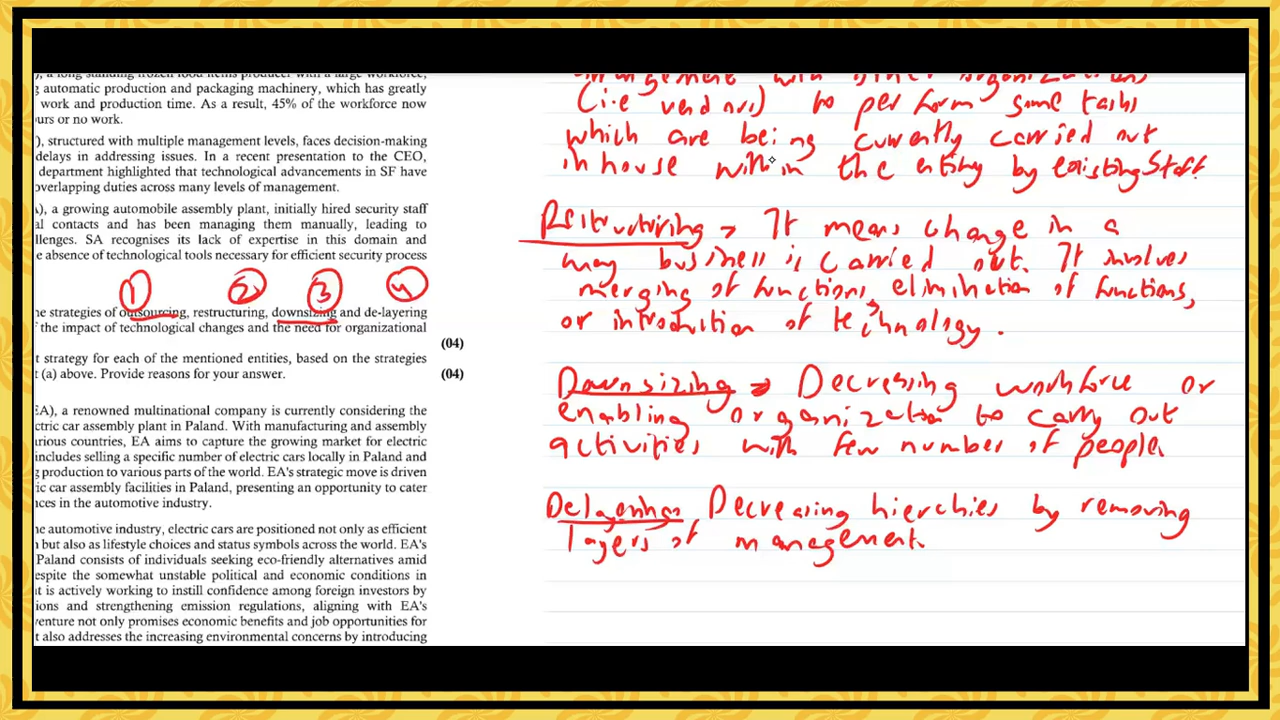 a long standing frozen food items producer with a large workforce,
automatic production and packaging machinery, which has greatly
work and production time. As a result, 45% of the workforce now
urs or no work.
), structured with multiple management levels, faces decision-making
delays in addressing issues. In a recent presentation to the CEO,
department highlighted that technological advancements in SF have
overlapping duties across many levels of management.
A), a growing automobile assembly plant, initially hired security staff
al contacts and has been managing them manually, leading to
llenges. SA recognises its lack of expertise in this domain and
e absence of technological tools necessary for efficient security process
1 2 3 4
he strategies of outsourcing, restructuring, downsizing and de-layering
f the impact of technological changes and the need for organizational
(04)
t strategy for each of the mentioned entities, based on the strategies
t (a) above. Provide reasons for your answer.
(04)
EA), a renowned multinational company is currently considering the
ctric car assembly plant in Paland. With manufacturing and assembly
arious countries, EA aims to capture the growing market for electric
includes selling a specific number of electric cars locally in Paland and
g production to various parts of the world. EA's strategic move is driven
ic car assembly facilities in Paland, presenting an opportunity to cater
nces in the automotive industry.
he automotive industry, electric cars are positioned not only as efficient
but also as lifestyle choices and status symbols across the world. EA's
Paland consists of individuals seeking eco-friendly alternatives amid
espite the somewhat unstable political and economic conditions in
t is actively working to instill confidence among foreign investors by
ions and strengthening emission regulations, aligning with EA's
venture not only promises economic benefits and job opportunities for
t also addresses the increasing environmental concerns by introducing
with other organizations
(i.e vendors) to perform some tasks
which are being currently carried out
in house within the entity by existing Staff.
Restructuring → It means change in a
way business is carried out. It involves
merging of functions, elimination of functions,
or introduction of technology.
Downsizing → Decreasing workforce or
enabling organization to carry out
activities with few number of people
Delayering Decreasing hierchies by removing
layers of management.